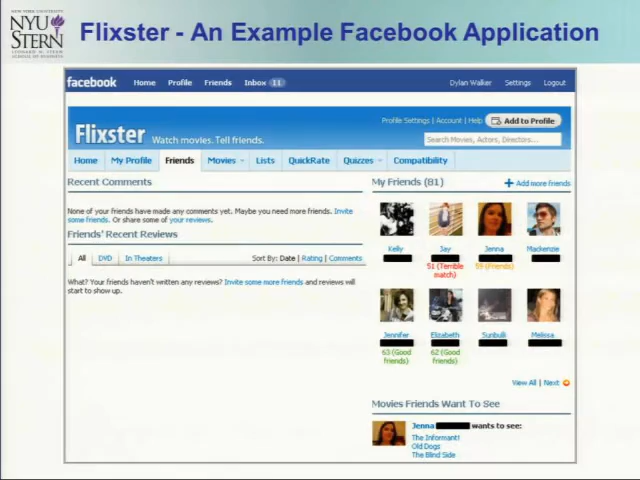 NEW YORK UNIVERSITY
NYU
STERN
LEONARD N. STERN
SCHOOL OF BUSINESS
Flixster - An Example Facebook Application
facebook Home Profile Friends Inbox 11 Dylan Walker Settings Logout
Profile Settings | Account | Help Add to Profile
Flixster Watch movies. Tell friends.
Search Movies, Actors, Directors...
Home My Profile Friends Movies Lists QuickRate Quizzes Compatibility
Recent Comments
None of your friends have made any comments yet. Maybe you need more friends. Invite
some friends. Or share some of your reviews.
Friends' Recent Reviews
All DVD In Theaters Sort By: Date | Rating | Comments
What? Your friends haven't written any reviews? Invite some more friends and reviews will
start to show up.
My Friends (81) Add more friends
Kelly Jay Jenna Mackenzie
51 (Terrible
match)
59 (Friends)
Jennifer Elizabeth Sunbulk Melissa
63 (Good
friends)
62 (Good
friends)
View All | Next
Movies Friends Want To See
Jenna wants to see:
The Informant!
Old Dogs
The Blind Side